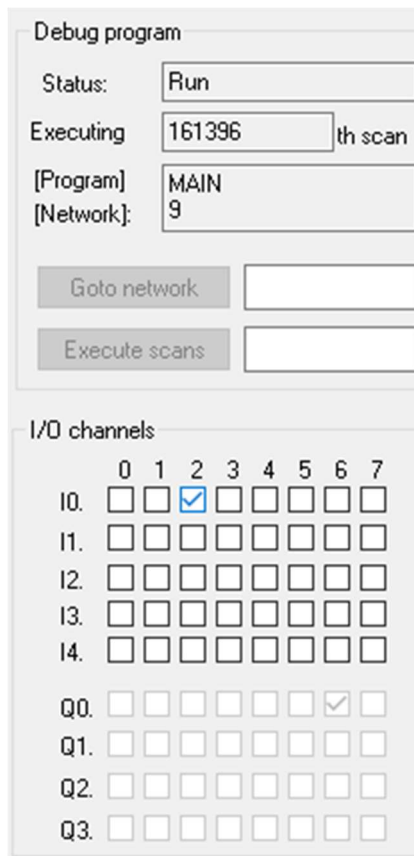 Debug program
Status: Run
Executing 161396 th scan
[Program] MAIN
[Network]: 9
Goto network
Execute scans
I/O channels
0 1 2 3 4 5 6 7
I0.
I1.
I2.
I3.
I4.
Q0.
Q1.
Q2.
Q3.